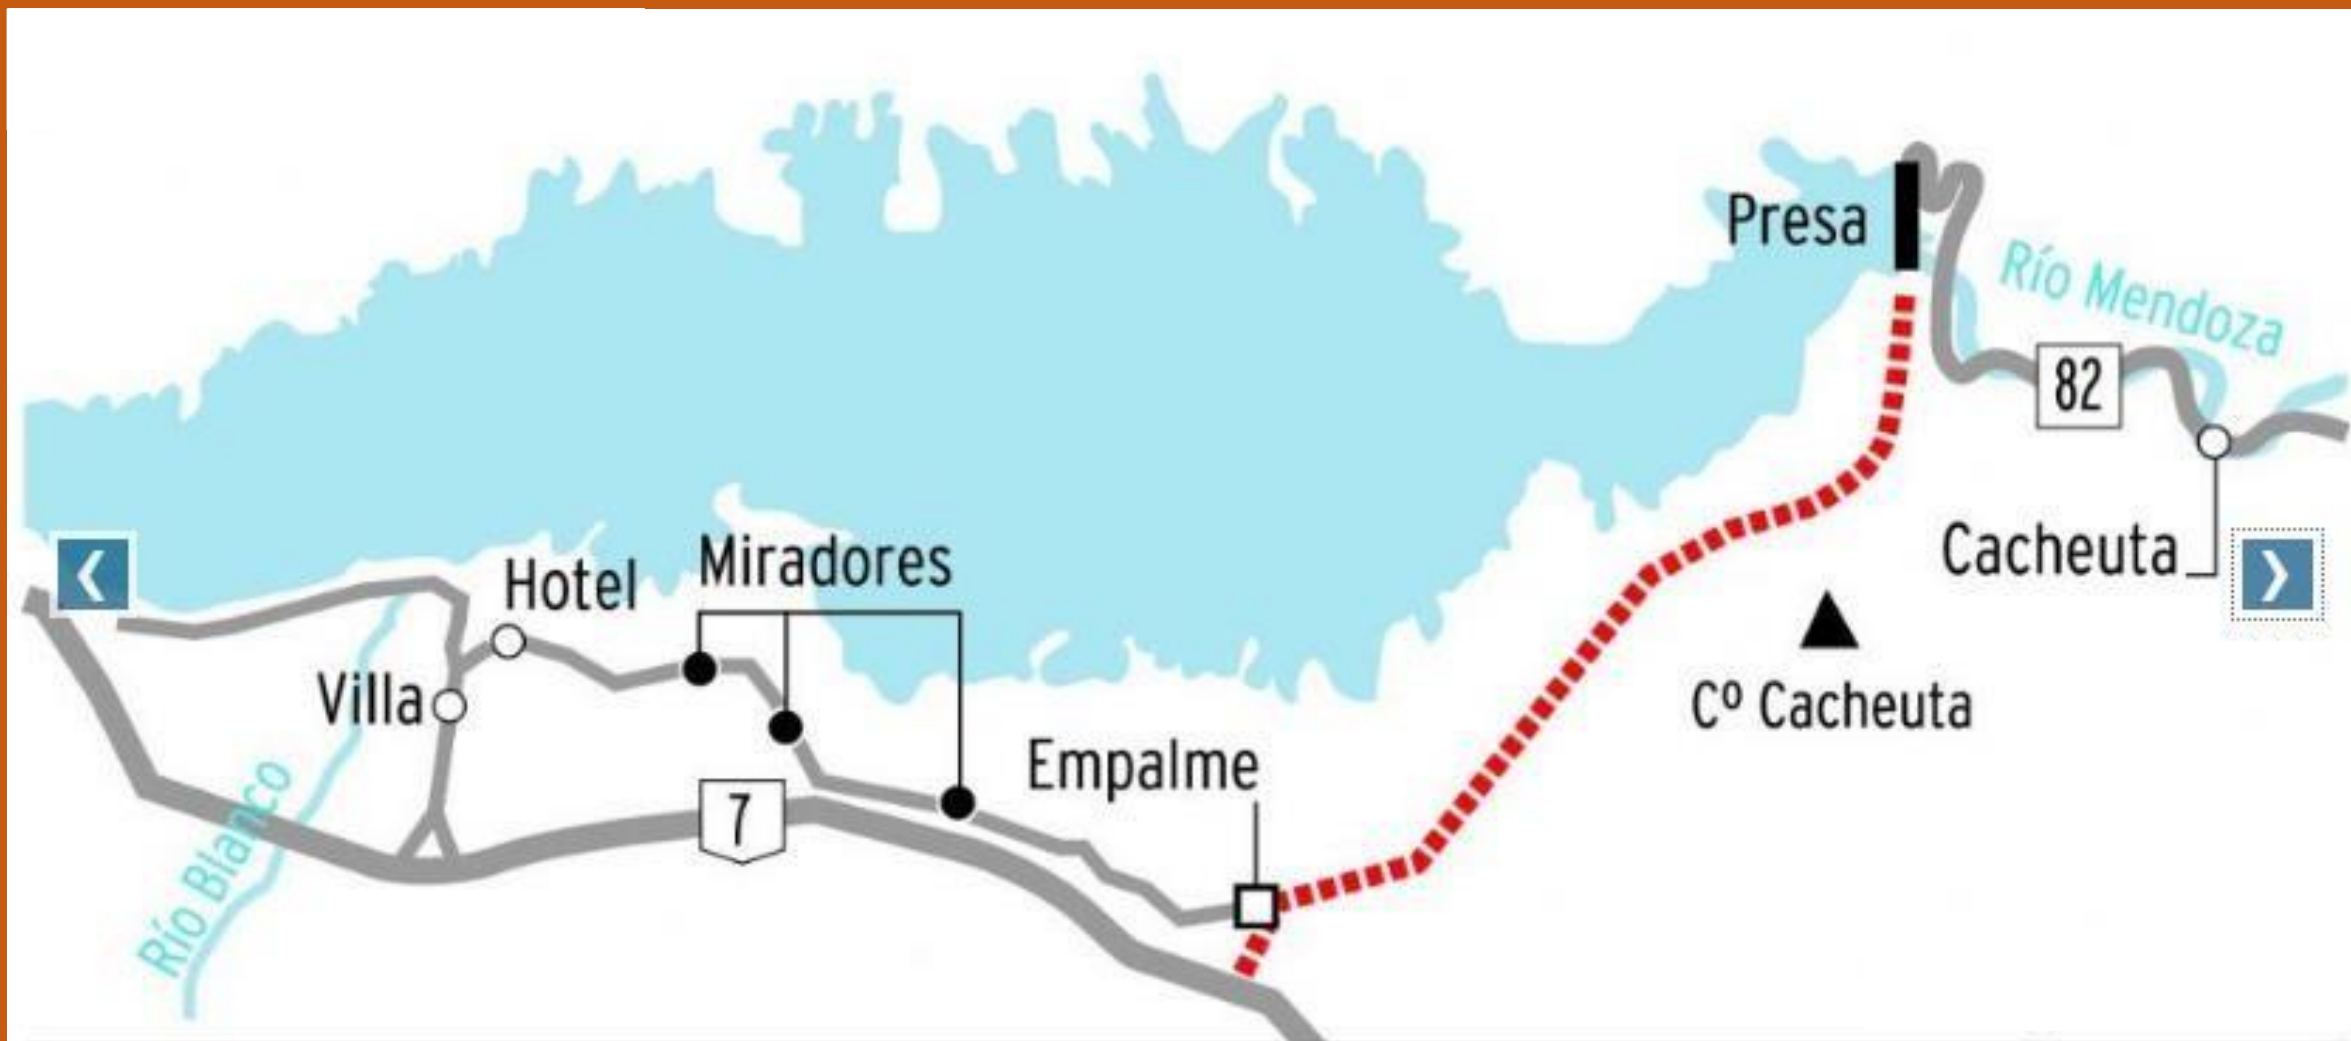 Presa
Río Mendoza
82
Cacheuta
Miradores
Hotel
Villa
Cº Cacheuta
Empalme
7
Río Blanco